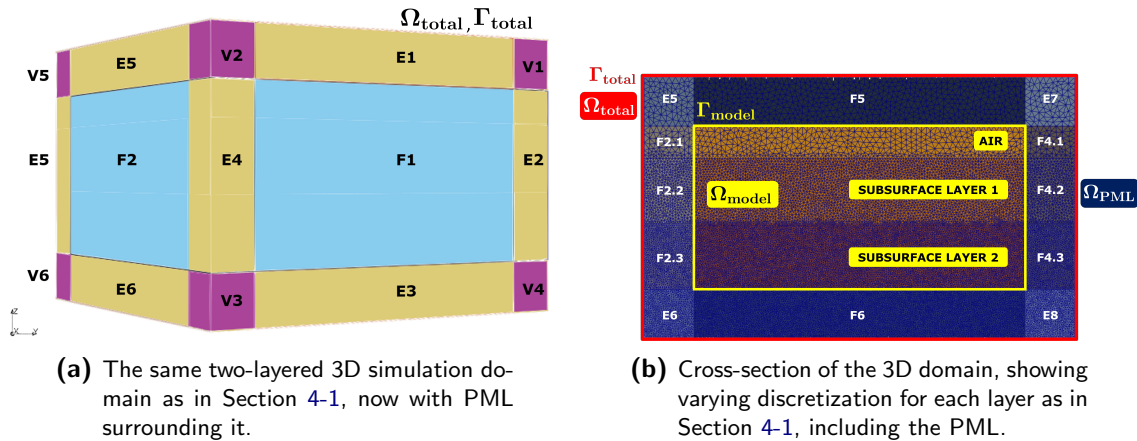 Ω_total, Γ_total
V2
E1
V1
E5
V5
E5
F2
E4
F1
E2
V6
E6
V3
E3
V4
Z
X Y
(a) The same two-layered 3D simulation do-
main as in Section 4-1, now with PML
surrounding it.
Γ_total
Ω_total
E5 F5 E7
Γ_model
F2.1 AIR F4.1
F2.2 Ω_model SUBSURFACE LAYER 1 F4.2 Ω_PML
F2.3 SUBSURFACE LAYER 2 F4.3
E6 F6 E8
(b) Cross-section of the 3D domain, showing
varying discretization for each layer as in
Section 4-1, including the PML.